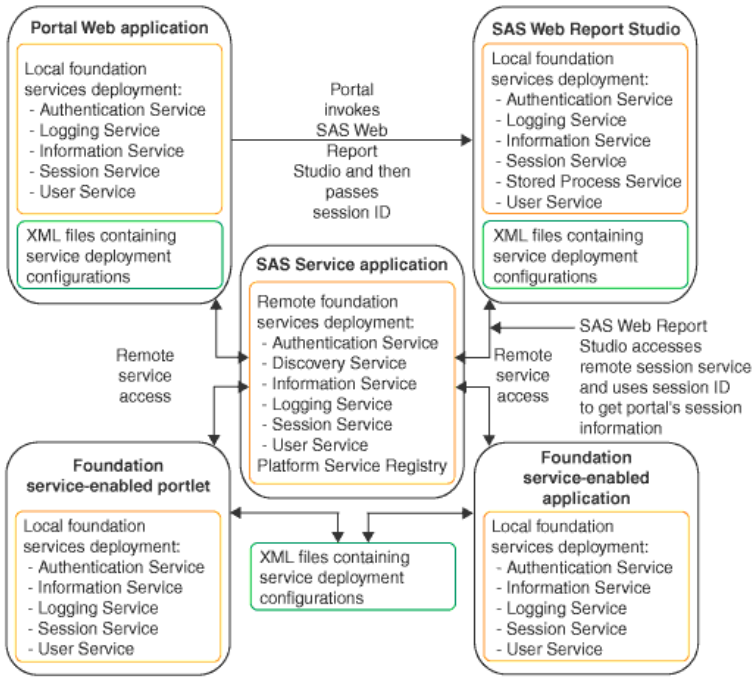 Portal Web application
Local foundation
services deployment:
- Authentication Service
- Logging Service
- Information Service
- Session Service
- User Service
XML files containing
service deployment
configurations
Portal
invokes
SAS Web
Report
Studio and then
passes
session ID
SAS Web Report Studio
Local foundation
services deployment:
- Authentication Service
- Logging Service
- Information Service
- Session Service
- Stored Process Service
- User Service
XML files containing
service deployment
configurations
SAS Service application
Remote foundation
services deployment:
- Authentication Service
- Discovery Service
- Information Service
- Logging Service
- Session Service
- User Service
Platform Service Registry
Remote
service
access
Remote
service
access
SAS Web Report
Studio accesses
remote session service
and uses session ID
to get portal's session
information
Foundation
service-enabled portlet
Local foundation
services deployment:
- Authentication Service
- Information Service
- Logging Service
- Session Service
- User Service
XML files containing
service deployment
configurations
Foundation
service-enabled
application
Local foundation
services deployment:
- Authentication Service
- Information Service
- Logging Service
- Session Service
- User Service